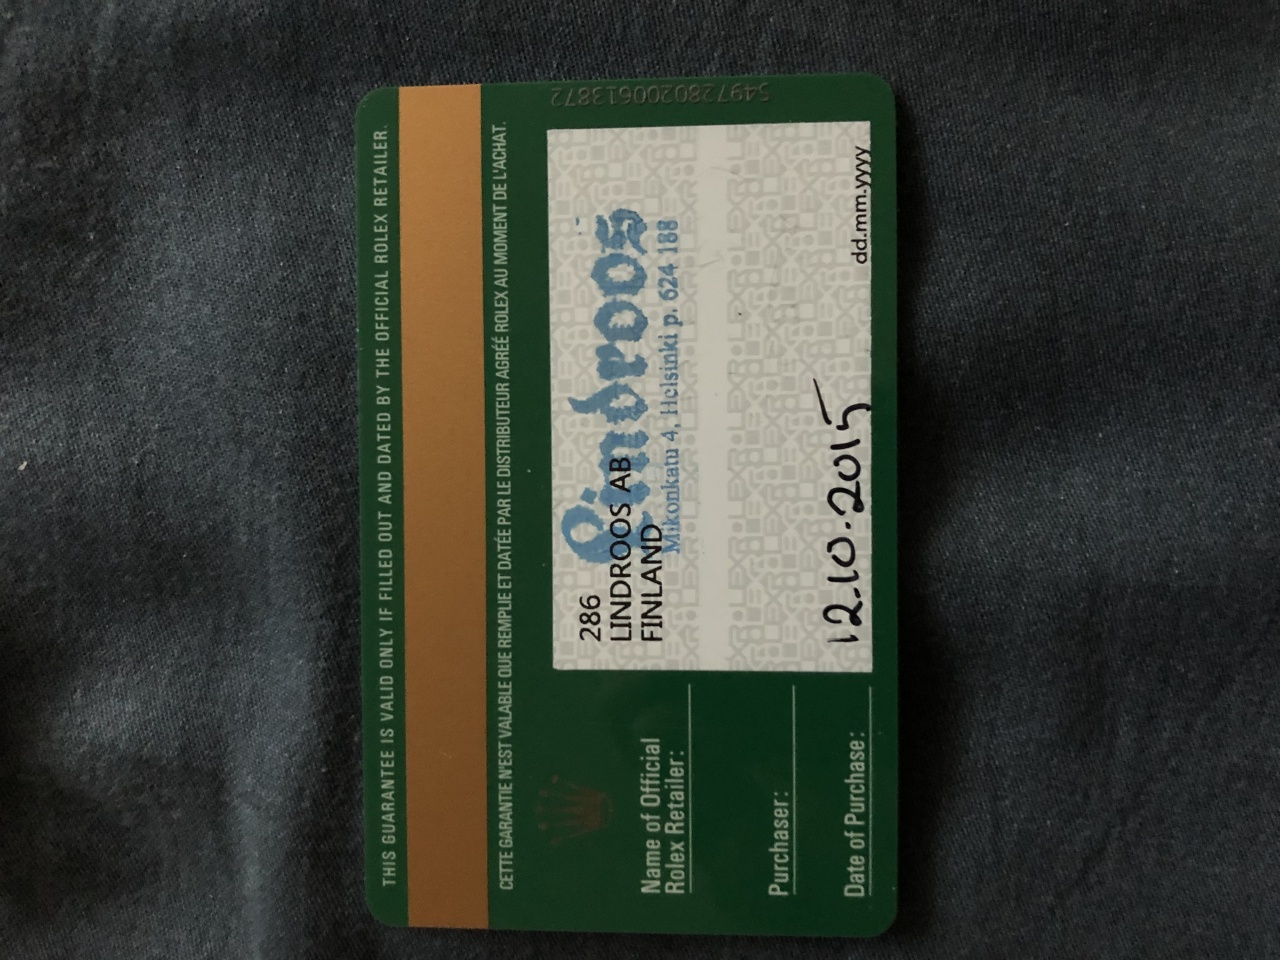 THIS GUARANTEE IS VALID ONLY IF FILLED OUT AND DATED BY THE OFFICIAL ROLEX RETAILER.
CETTE GARANTIE N'EST VALABLE QUE REMPLIE ET DATÉE PAR LE DISTRIBUTEUR AGRÉÉ ROLEX AU MOMENT DE L'ACHAT.
286
LINDROOS AB
FINLAND
Lindroos
Mikonkatu 4, Helsinki p. 624 188
Name of Official
Rolex Retailer:
Purchaser:
Date of Purchase:
12.10.2015
dd.mm.yyyy
5497280200613872